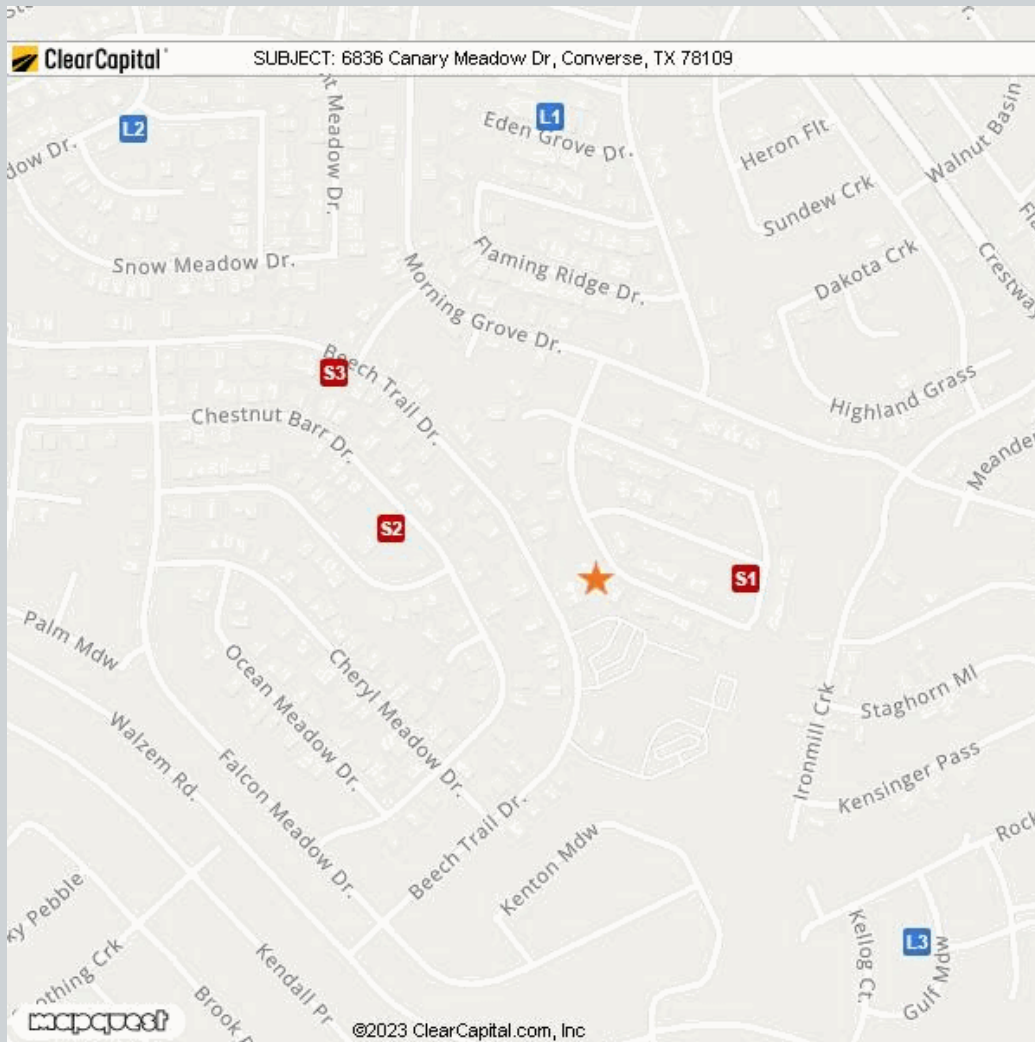 ClearCapital
SUBJECT: 6836 Canary Meadow Dr, Converse, TX 78109
Meadow Dr.
L2
L1
Eden Grove Dr.
Heron Flt
Walnut Basin
Sundew Crk
Snow Meadow Dr.
Flaming Ridge Dr.
Dakota Crk
Crestway
Morning Grove Dr.
S3
Beech Trail Dr.
Highland Grass
Chestnut Barr Dr.
S2
S1
Palm Mdw
Ocean Meadow Dr.
Cheryl Meadow Dr.
Staghorn Ml
Ironmill Crk
Walzem Rd.
Falcon Meadow Dr.
Kensinger Pass
Beech Trail Dr.
Kenton Mdw
Rock
Pebble
Kellog Ct.
L3
Gulf Mdw
Kendall Pr
Brook
mapquest
©2023 ClearCapital.com, Inc